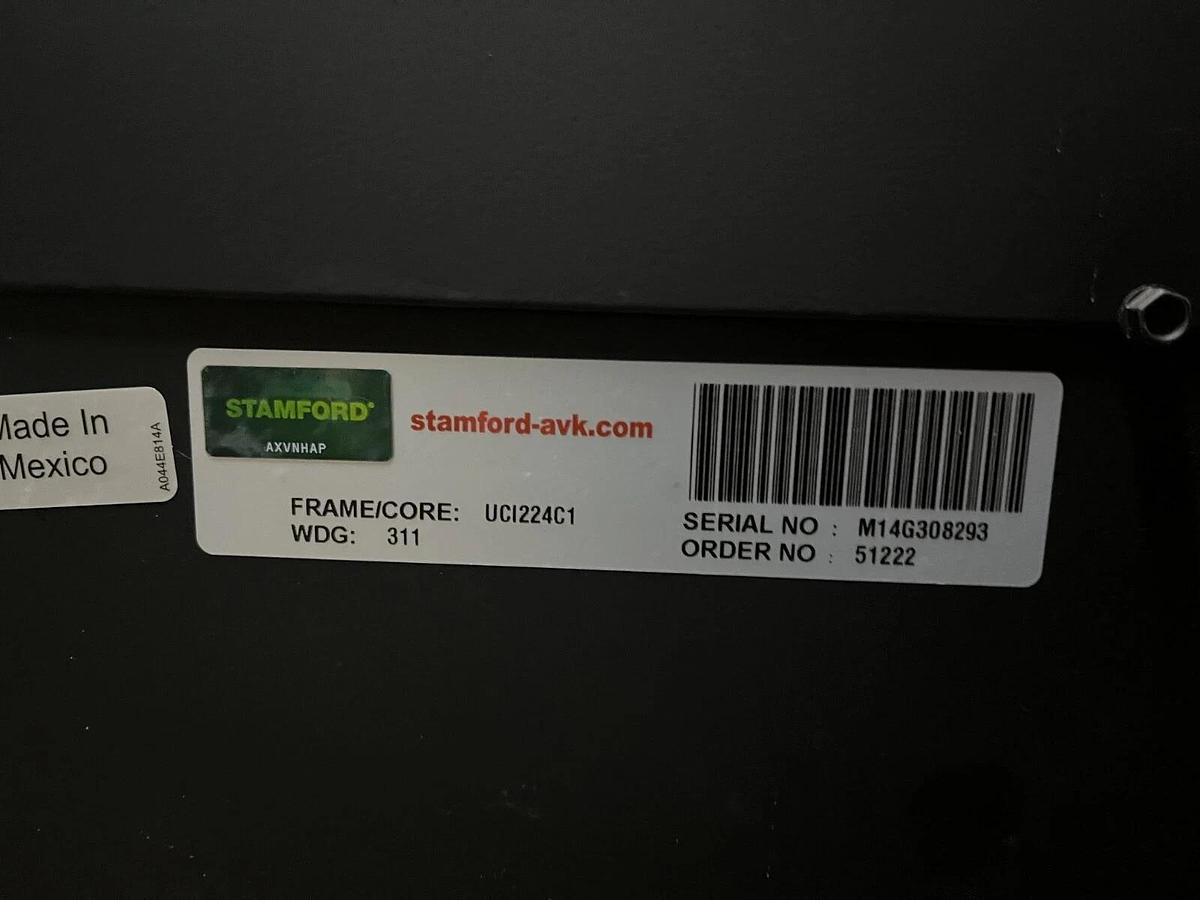 Made In
Mexico
A044E814A
STAMFORD
AXVNHAP
stamford-avk.com
FRAME/CORE: UCI224C1
WDG: 311
SERIAL NO : M14G308293
ORDER NO : 51222